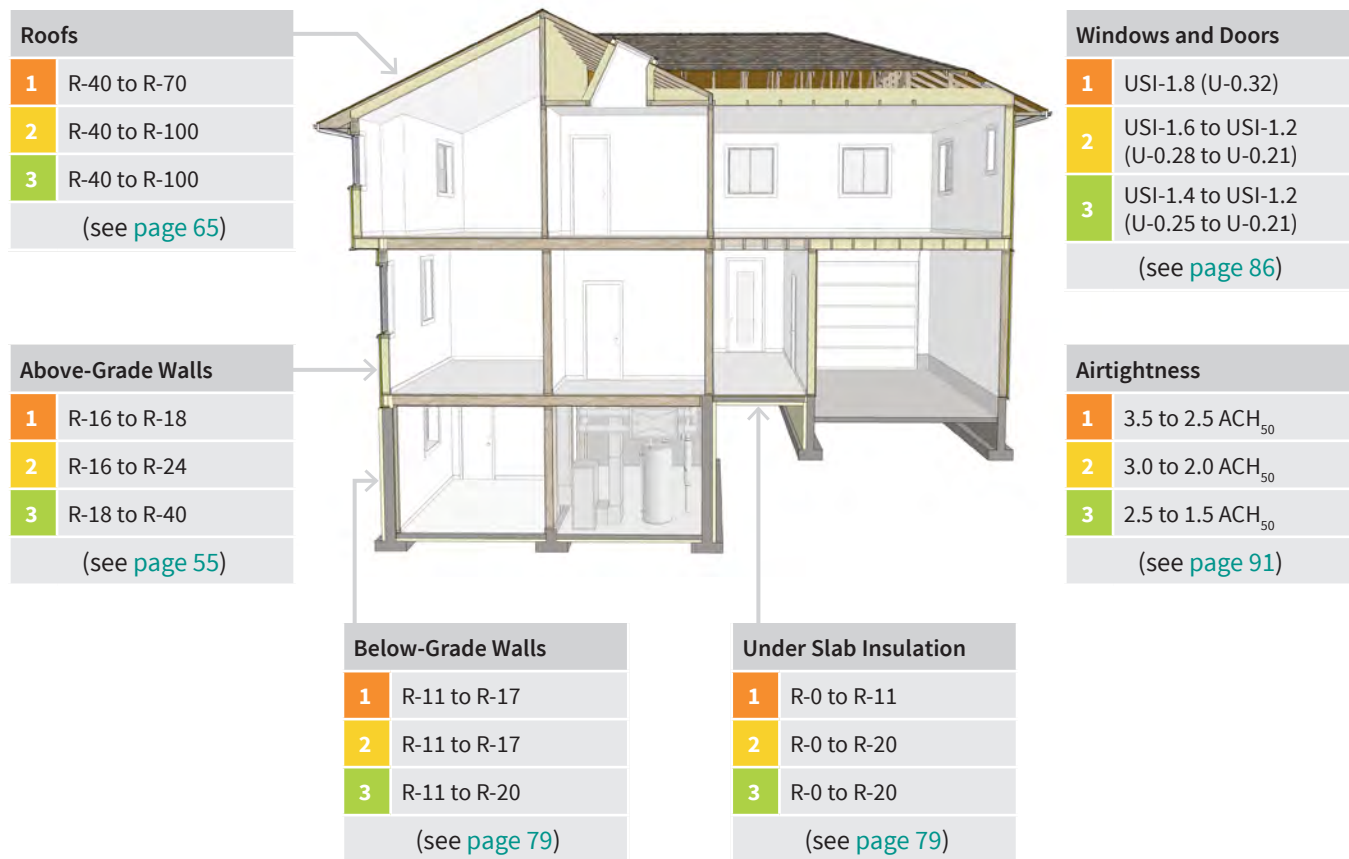 Roofs
1 R-40 to R-70
2 R-40 to R-100
3 R-40 to R-100
(see page 65)
Above-Grade Walls
1 R-16 to R-18
2 R-16 to R-24
3 R-18 to R-40
(see page 55)
Below-Grade Walls
1 R-11 to R-17
2 R-11 to R-17
3 R-11 to R-20
(see page 79)
Under Slab Insulation
1 R-0 to R-11
2 R-0 to R-20
3 R-0 to R-20
(see page 79)
Windows and Doors
1 USI-1.8 (U-0.32)
2 USI-1.6 to USI-1.2
(U-0.28 to U-0.21)
3 USI-1.4 to USI-1.2
(U-0.25 to U-0.21)
(see page 86)
Airtightness
1 3.5 to 2.5 ACH₅₀
2 3.0 to 2.0 ACH₅₀
3 2.5 to 1.5 ACH₅₀
(see page 91)